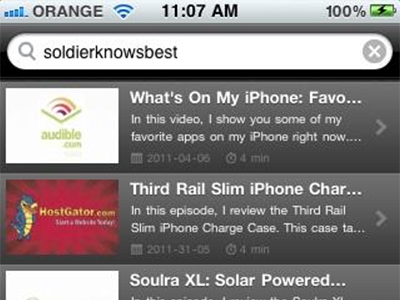 ORANGE 11:07 AM 100%
soldierknowsbest
audible
.com
What's On My iPhone: Favo...
In this video, I show you some of
my favorite apps on my iPhone right now....
2011-04-06 4 min
HostGator.com
Start a Website Today!
Third Rail Slim iPhone Char...
In this episode, I review the Third Rail
Slim iPhone Charge Case. This case ta...
2011-31-05 4 min
Soulra XL: Solar Powered...
In this episode, I review the Soulra XL